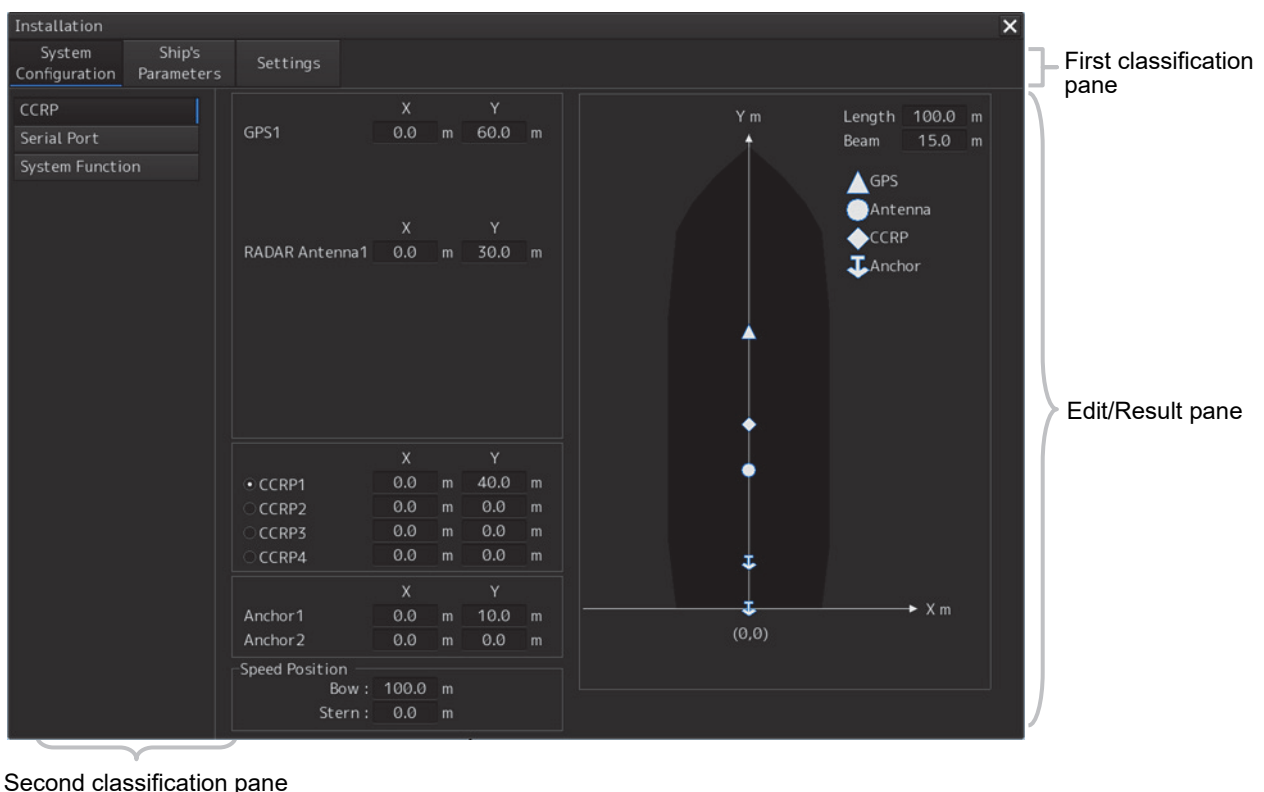 Installation
System
Configuration
Ship's
Parameters
Settings
First classification
pane
CCRP
Serial Port
System Function
X Y
GPS1 0.0 m 60.0 m
X Y
RADAR Antenna1 0.0 m 30.0 m
X Y
CCRP1 0.0 m 40.0 m
CCRP2 0.0 m 0.0 m
CCRP3 0.0 m 0.0 m
CCRP4 0.0 m 0.0 m
X Y
Anchor1 0.0 m 10.0 m
Anchor2 0.0 m 0.0 m
Speed Position
Bow : 100.0 m
Stern : 0.0 m
Y m
Length 100.0 m
Beam 15.0 m
GPS
Antenna
CCRP
Anchor
X m
(0,0)
Edit/Result pane
Second classification pane